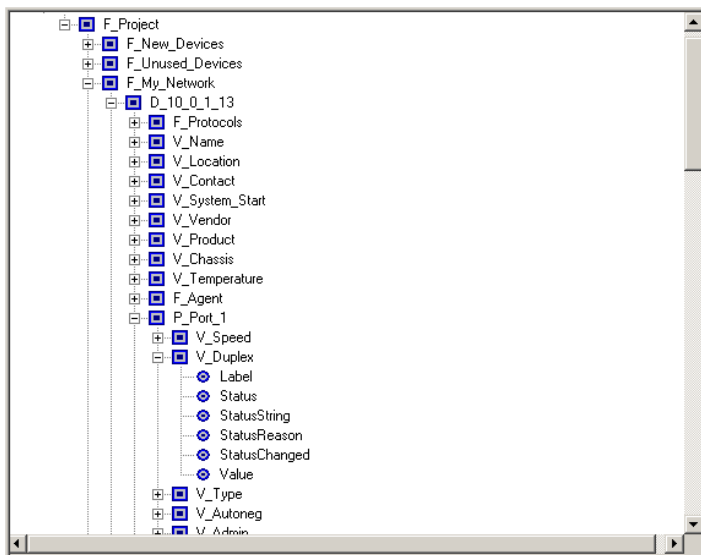 F_Project
F_New_Devices
F_Unused_Devices
F_My_Network
D_10_0_1_13
F_Protocols
V_Name
V_Location
V_Contact
V_System_Start
V_Vendor
V_Product
V_Chassis
V_Temperature
F_Agent
P_Port_1
V_Speed
V_Duplex
Label
Status
StatusString
StatusReason
StatusChanged
Value
V_Type
V_Autoneg
V_Admin